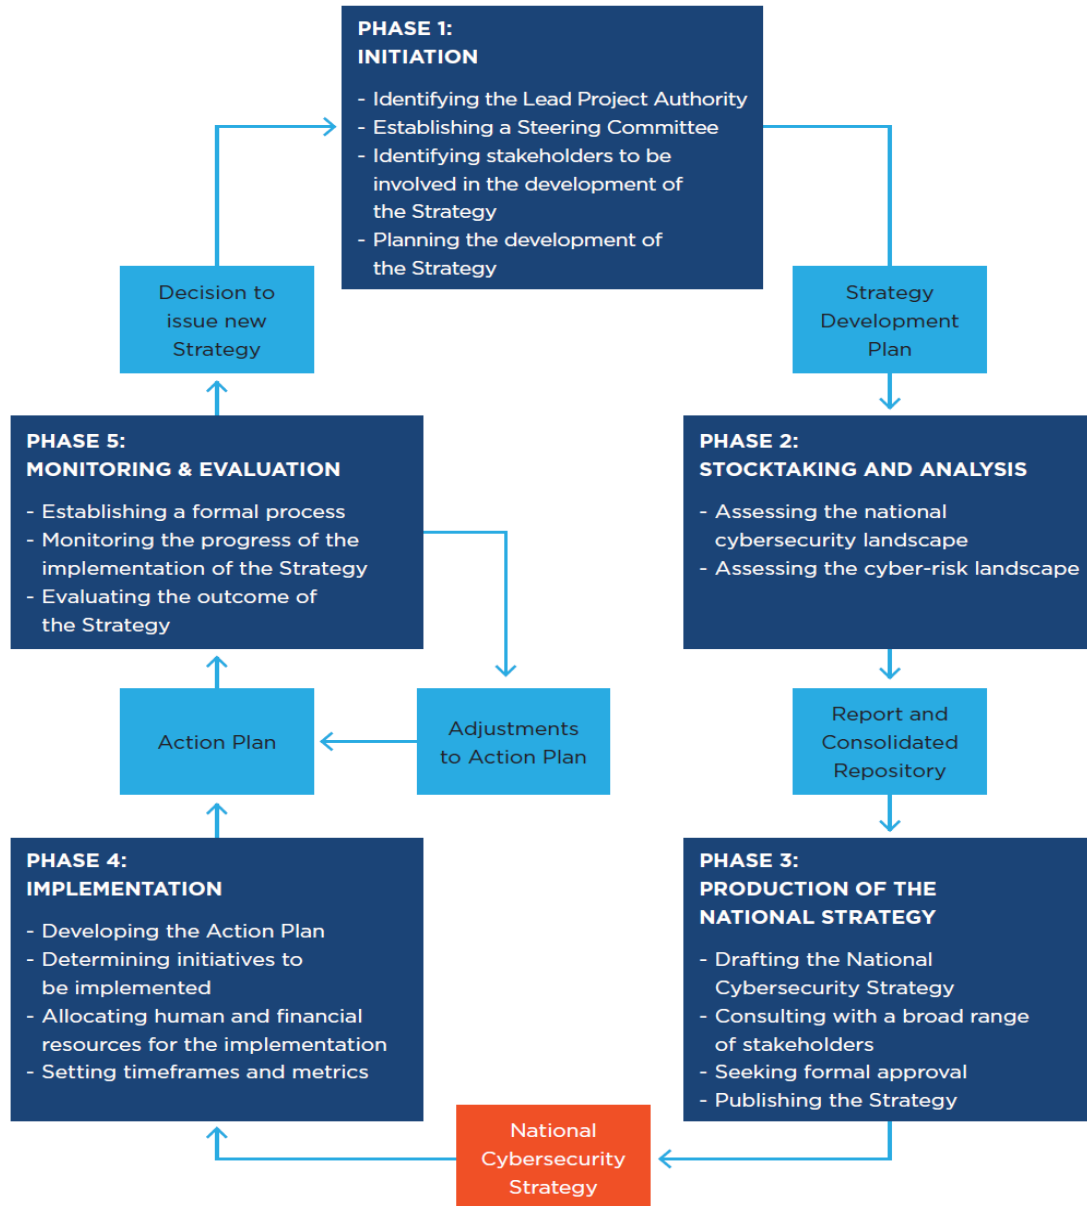 PHASE 1:
INITIATION
- Identifying the Lead Project Authority
- Establishing a Steering Committee
- Identifying stakeholders to be
involved in the development of
the Strategy
- Planning the development of
the Strategy
Decision to
issue new
Strategy
Strategy
Development
Plan
PHASE 5:
MONITORING & EVALUATION
- Establishing a formal process
- Monitoring the progress of the
implementation of the Strategy
- Evaluating the outcome of
the Strategy
PHASE 2:
STOCKTAKING AND ANALYSIS
- Assessing the national
cybersecurity landscape
- Assessing the cyber-risk landscape
Action Plan
Adjustments
to Action Plan
Report and
Consolidated
Repository
PHASE 4:
IMPLEMENTATION
- Developing the Action Plan
- Determining initiatives to
be implemented
- Allocating human and financial
resources for the implementation
- Setting timeframes and metrics
PHASE 3:
PRODUCTION OF THE
NATIONAL STRATEGY
- Drafting the National
Cybersecurity Strategy
- Consulting with a broad range
of stakeholders
- Seeking formal approval
- Publishing the Strategy
National
Cybersecurity
Strategy